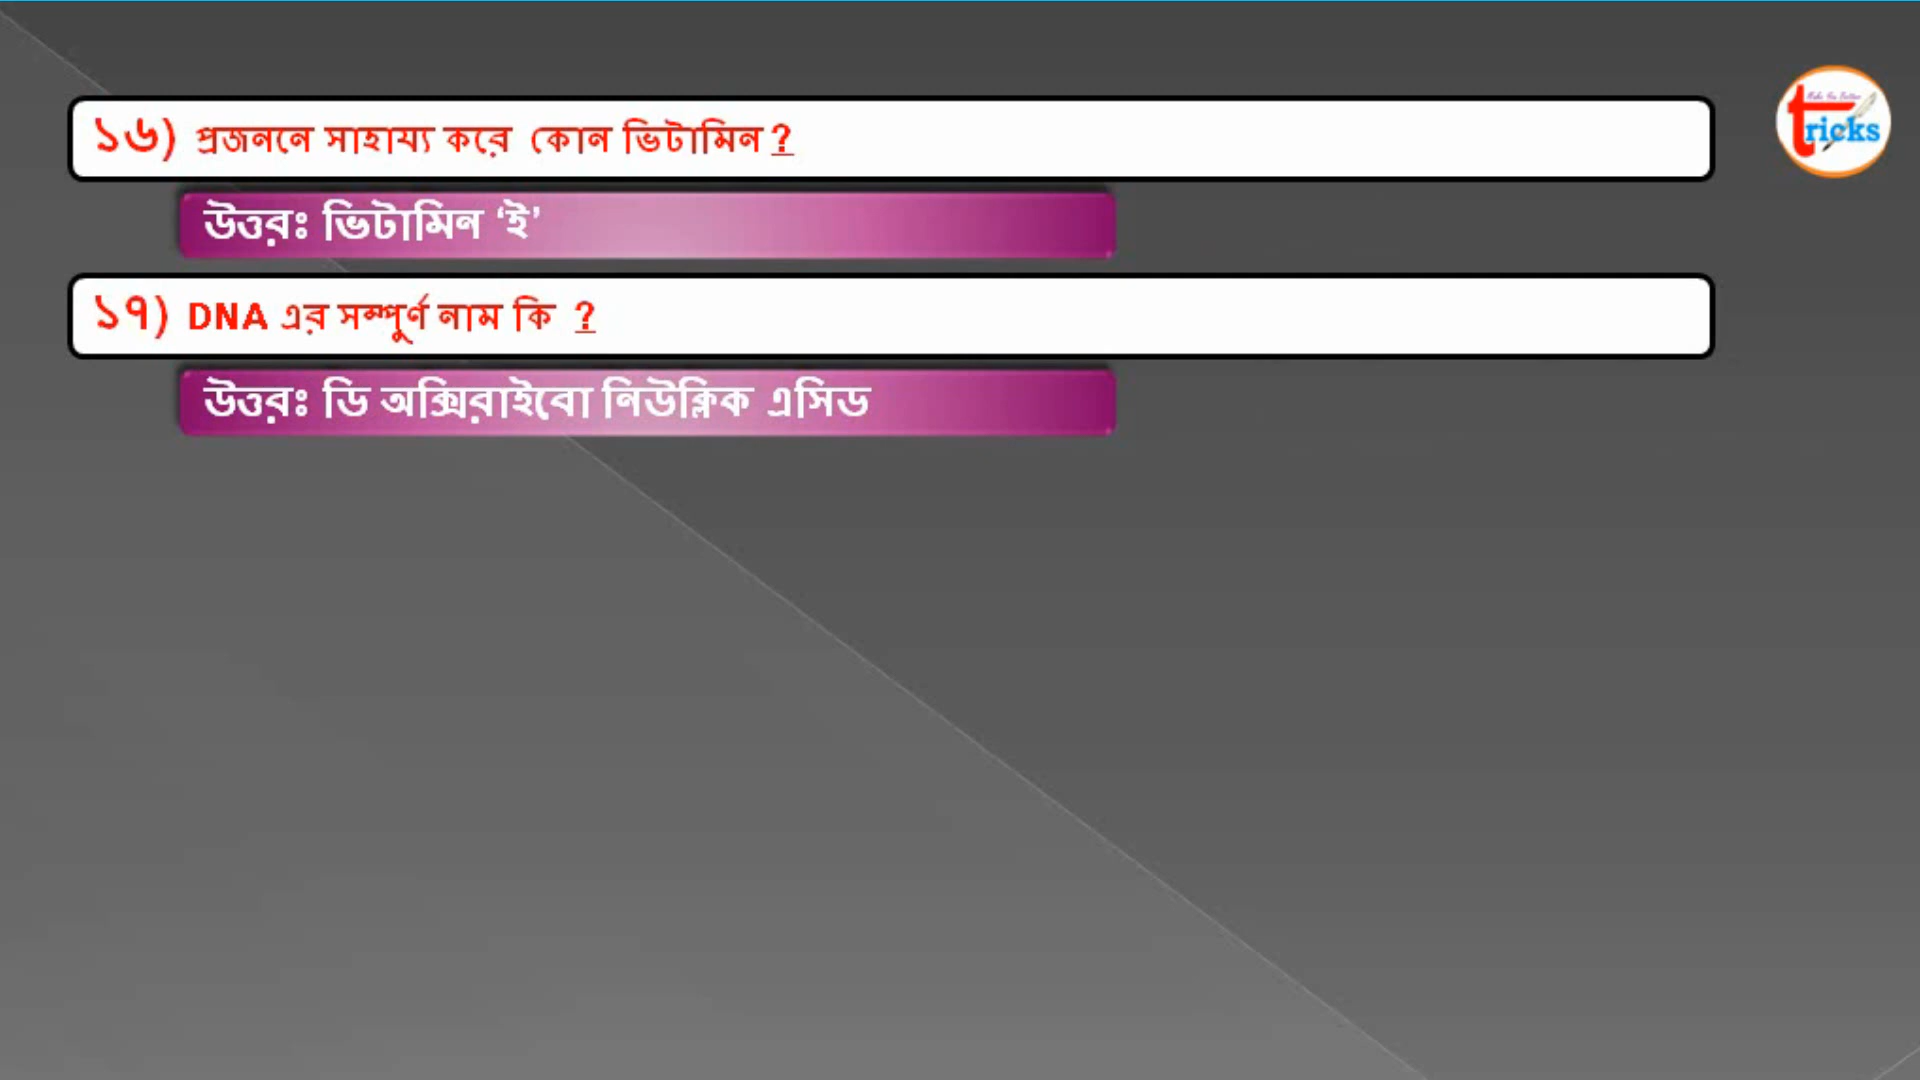 ১৬) প্রজননে সাহায্য করে কোন ভিটামিন ?
উত্তরঃ ভিটামিন ‘ই’
১৭) DNA এর সম্পুর্ণ নাম কি ?
উত্তরঃ ডি অক্সিরাইবো নিউক্লিক এসিড
tricks